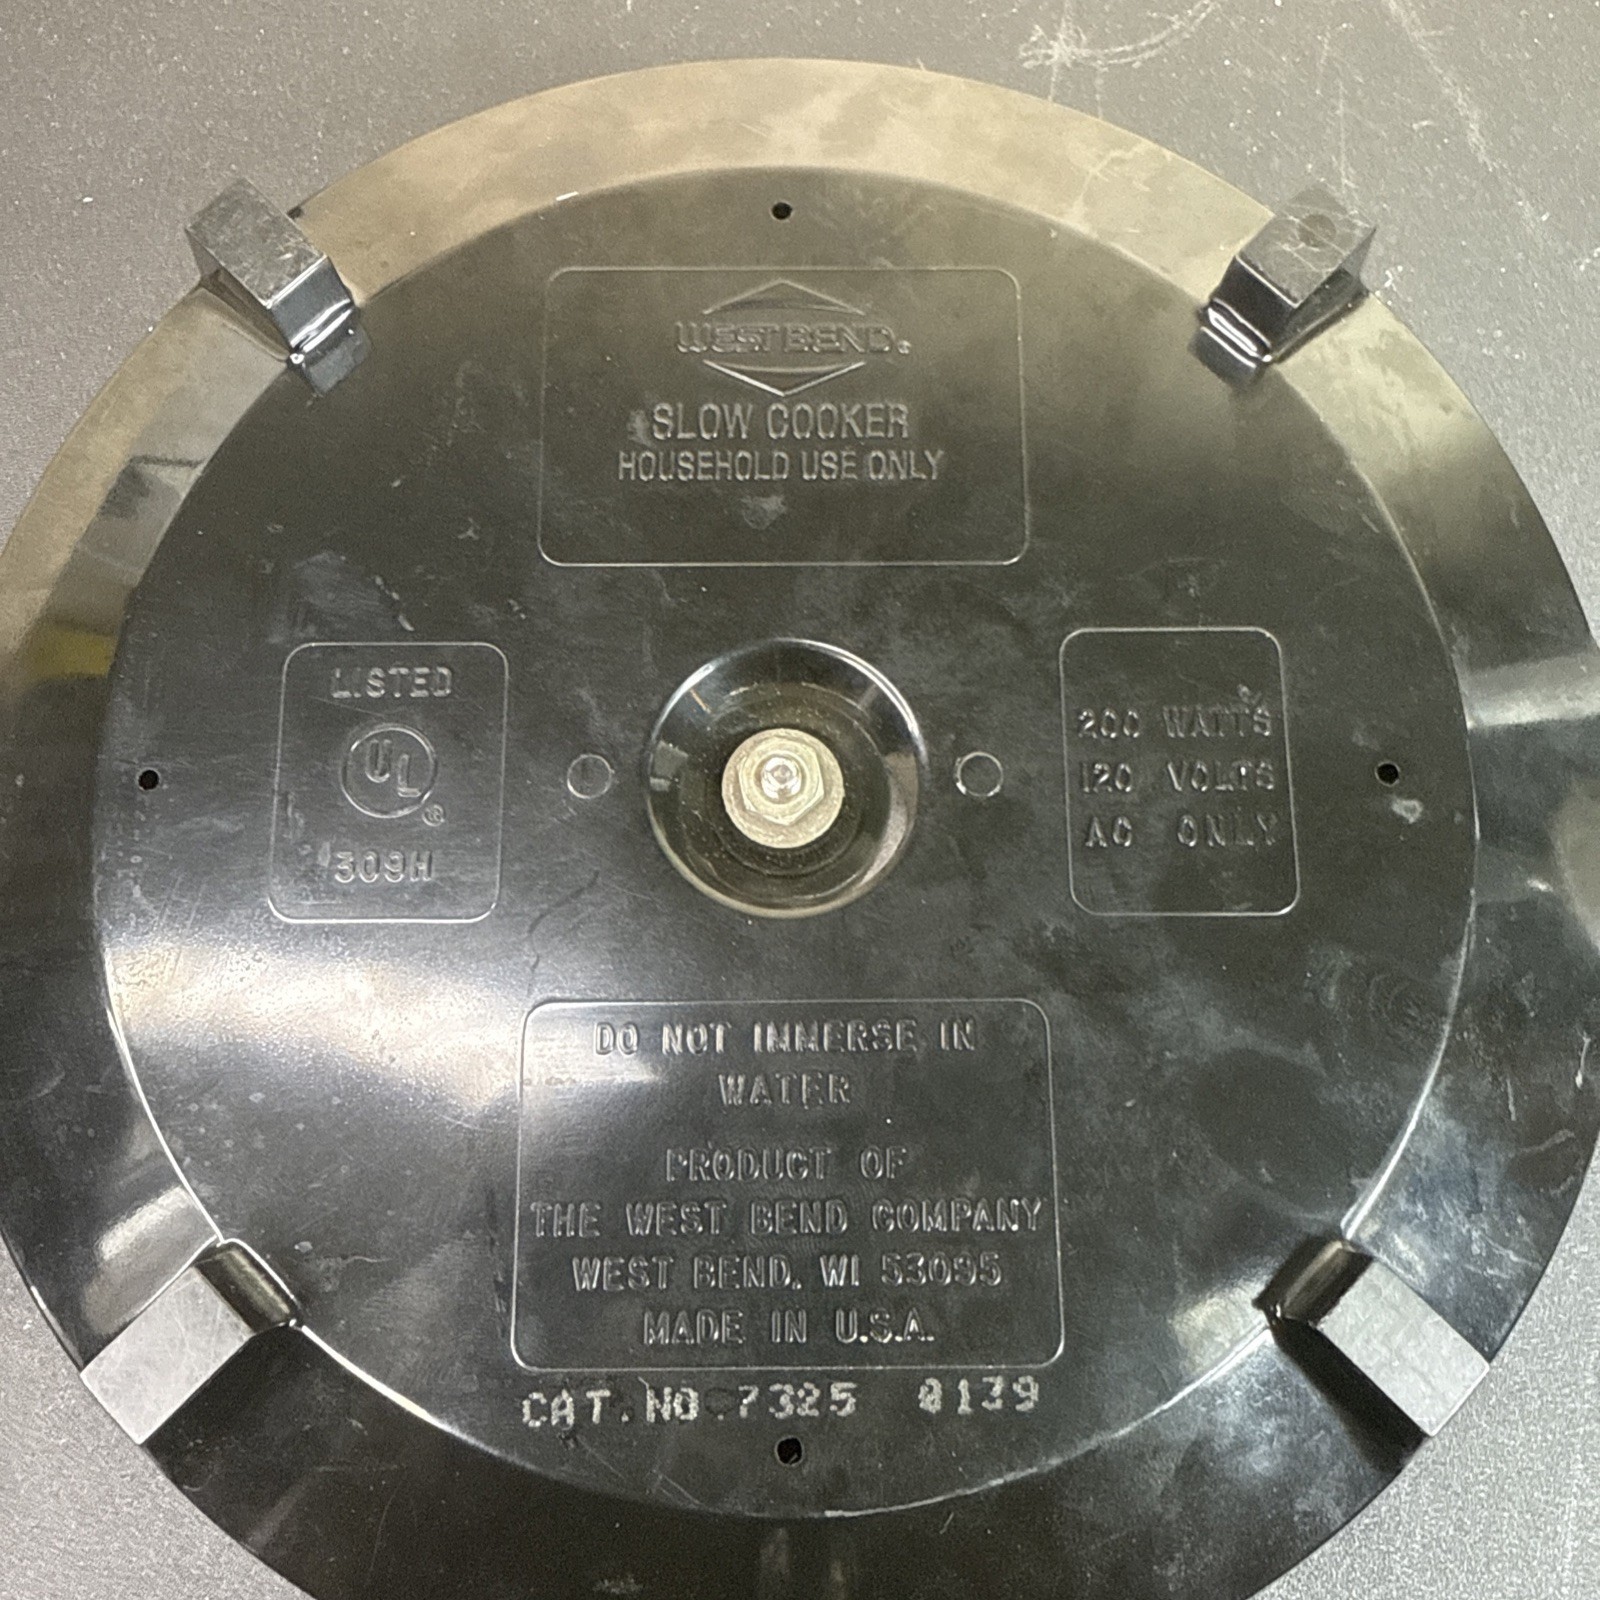 WEST BEND®
SLOW COOKER
HOUSEHOLD USE ONLY
LISTED
UL®
309H
200 WATTS
120 VOLTS
AC ONLY
DO NOT IMMERSE IN
WATER
PRODUCT OF
THE WEST BEND COMPANY
WEST BEND, WI 53095
MADE IN U.S.A.
CAT.NO.7325 0139